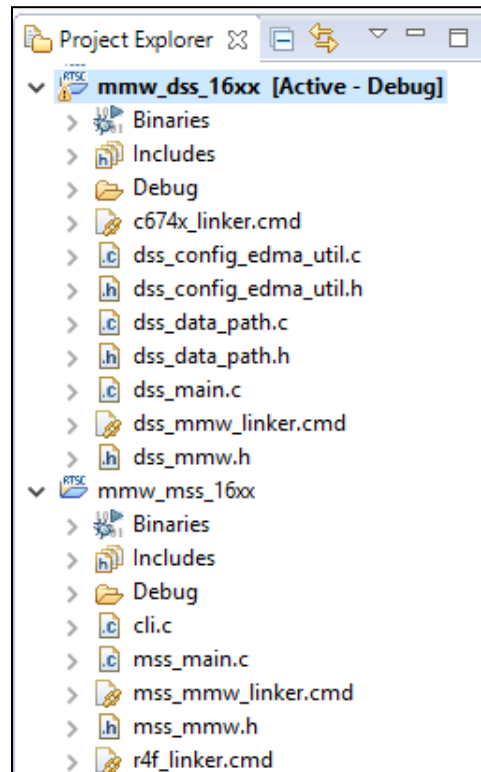 Project Explorer
mmw_dss_16xx [Active - Debug]
Binaries
Includes
Debug
c674x_linker.cmd
dss_config_edma_util.c
dss_config_edma_util.h
dss_data_path.c
dss_data_path.h
dss_main.c
dss_mmw_linker.cmd
dss_mmw.h
mmw_mss_16xx
Binaries
Includes
Debug
cli.c
mss_main.c
mss_mmw_linker.cmd
mss_mmw.h
r4f_linker.cmd